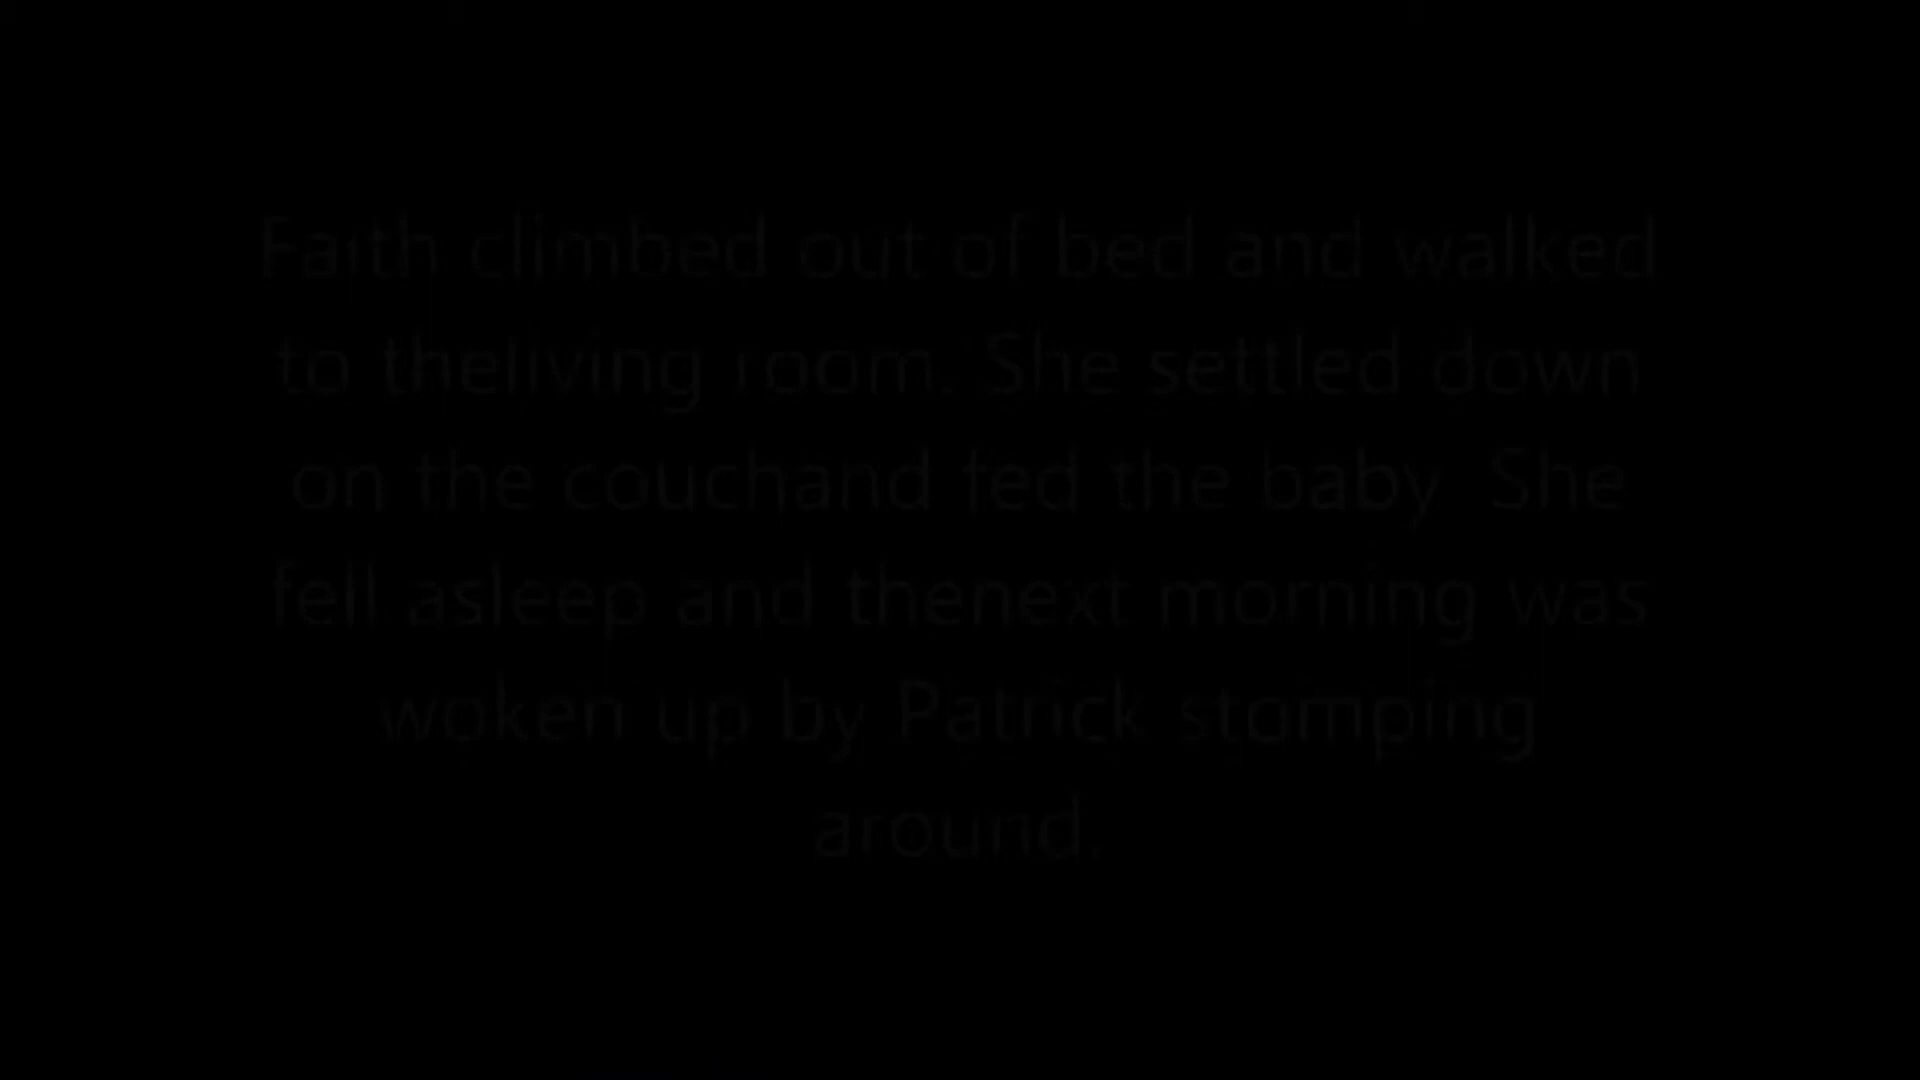 Faith climbed out of bed and walked
to theliving room. She settled down
on the couchand fed the baby. She
fell asleep and thenext morning was
woken up by Patrick stomping
around.